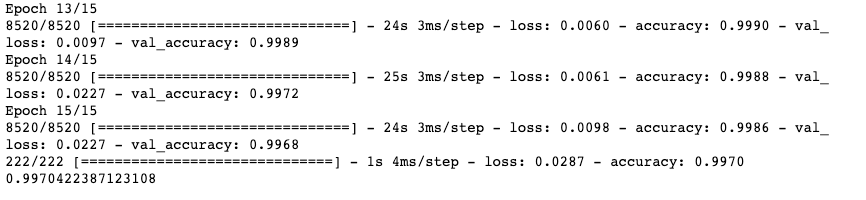 Epoch 13/15
8520/8520 [==============================] - 24s 3ms/step - loss: 0.0060 - accuracy: 0.9990 - val_
loss: 0.0097 - val_accuracy: 0.9989
Epoch 14/15
8520/8520 [==============================] - 25s 3ms/step - loss: 0.0061 - accuracy: 0.9988 - val_
loss: 0.0227 - val_accuracy: 0.9972
Epoch 15/15
8520/8520 [==============================] - 24s 3ms/step - loss: 0.0098 - accuracy: 0.9986 - val_
loss: 0.0227 - val_accuracy: 0.9968
222/222 [==============================] - 1s 4ms/step - loss: 0.0287 - accuracy: 0.9970
0.9970422387123108